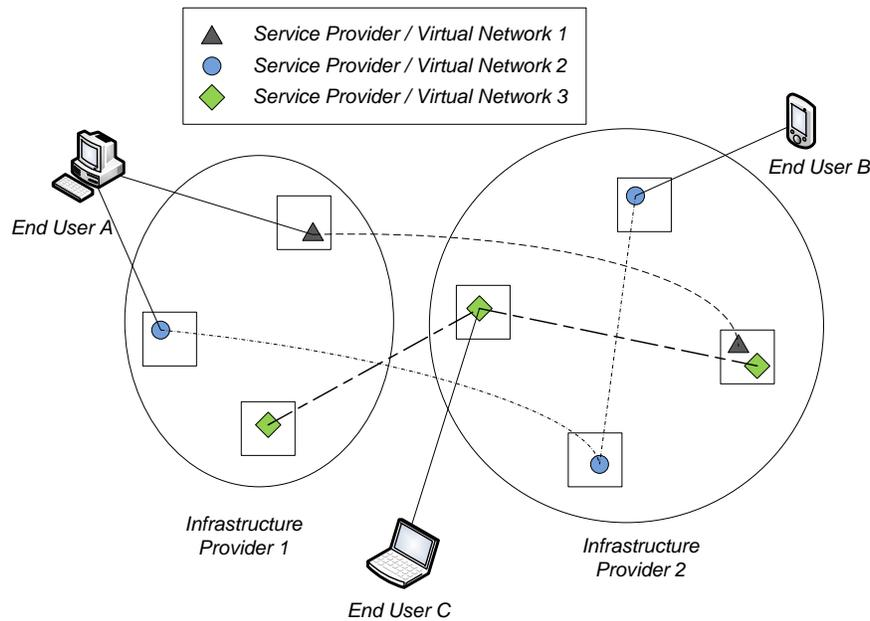 Service Provider / Virtual Network 1
Service Provider / Virtual Network 2
Service Provider / Virtual Network 3
End User B
End User A
Infrastructure
Provider 1
Infrastructure
Provider 2
End User C